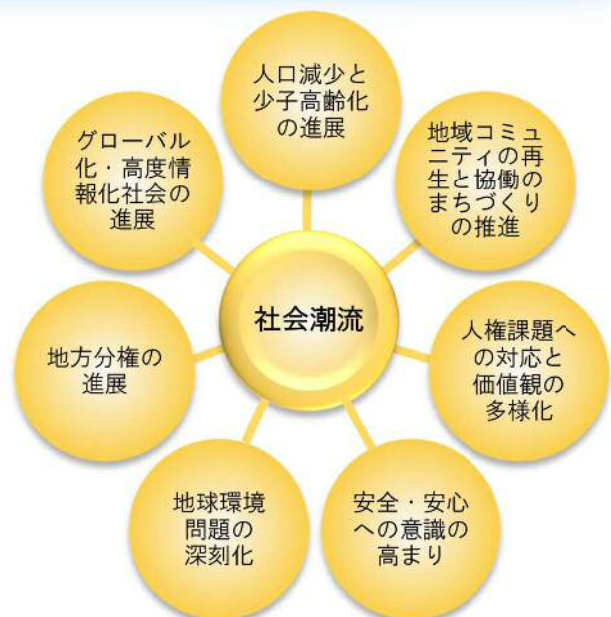 人口減少と
少子高齢化
の進展
地域コミュ
ニティの再
生と協働の
まちづくり
の推進
人権課題へ
の対応と
価値観の
多様化
安全・安心
への意識の
高まり
地球環境
問題の
深刻化
地方分権の
進展
グローバル
化・高度情
報化社会の
進展
社会潮流